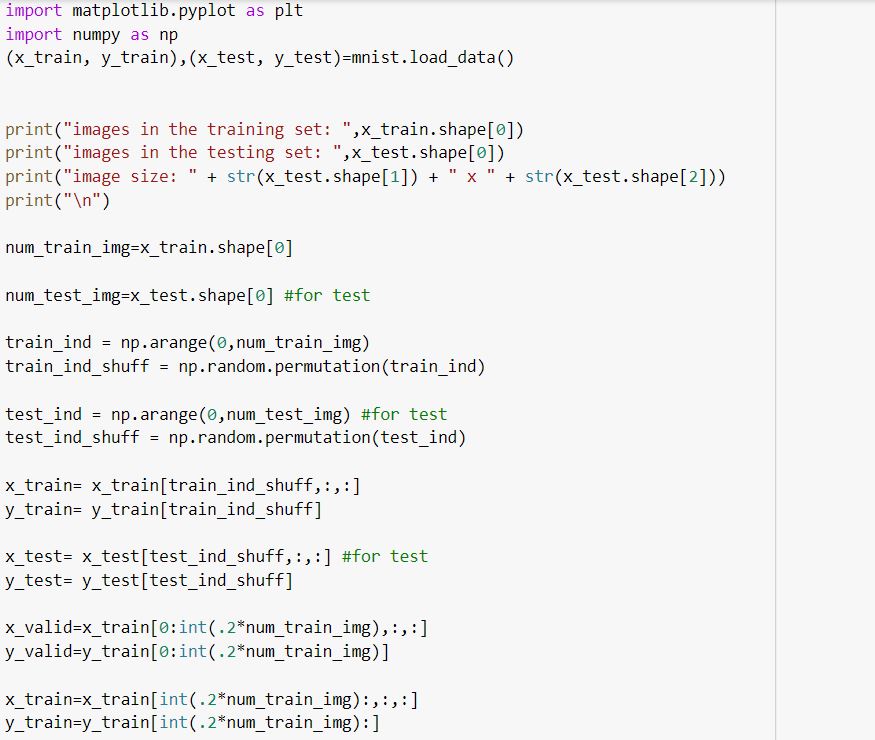 import matplotlib.pyplot as plt
import numpy as np
(x_train, y_train),(x_test, y_test)=mnist.load_data()
print("images in the training set: ",x_train.shape[0])
print("images in the testing set: ",x_test.shape[0])
print("image size: " + str(x_test.shape[1]) + " x " + str(x_test.shape[2]))
print("\n")
num_train_img=x_train.shape[0]
num_test_img=x_test.shape[0] #for test
train_ind = np.arange(0,num_train_img)
train_ind_shuff = np.random.permutation(train_ind)
test_ind = np.arange(0,num_test_img) #for test
test_ind_shuff = np.random.permutation(test_ind)
x_train= x_train[train_ind_shuff,:,:]
y_train= y_train[train_ind_shuff]
x_test= x_test[test_ind_shuff,:,:] #for test
y_test= y_test[test_ind_shuff]
x_valid=x_train[0:int(.2*num_train_img),:,:]
y_valid=y_train[0:int(.2*num_train_img)]
x_train=x_train[int(.2*num_train_img):,:,:]
y_train=y_train[int(.2*num_train_img):]